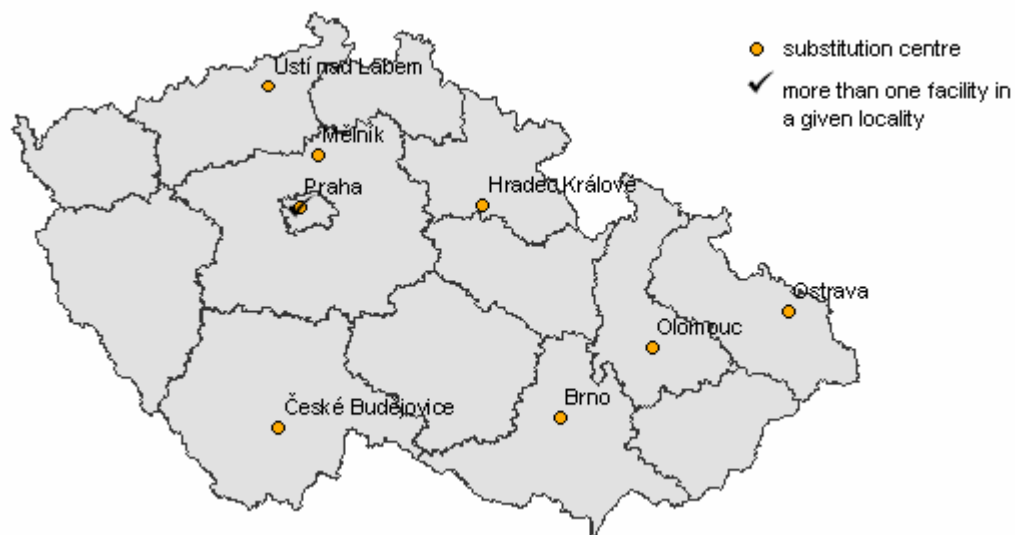 Ústí nad Labem
substitution centre
more than one facility in
a given locality
Mělník
Praha
Hradec Králové
Ostrava
Olomouc
České Budějovice
Brno